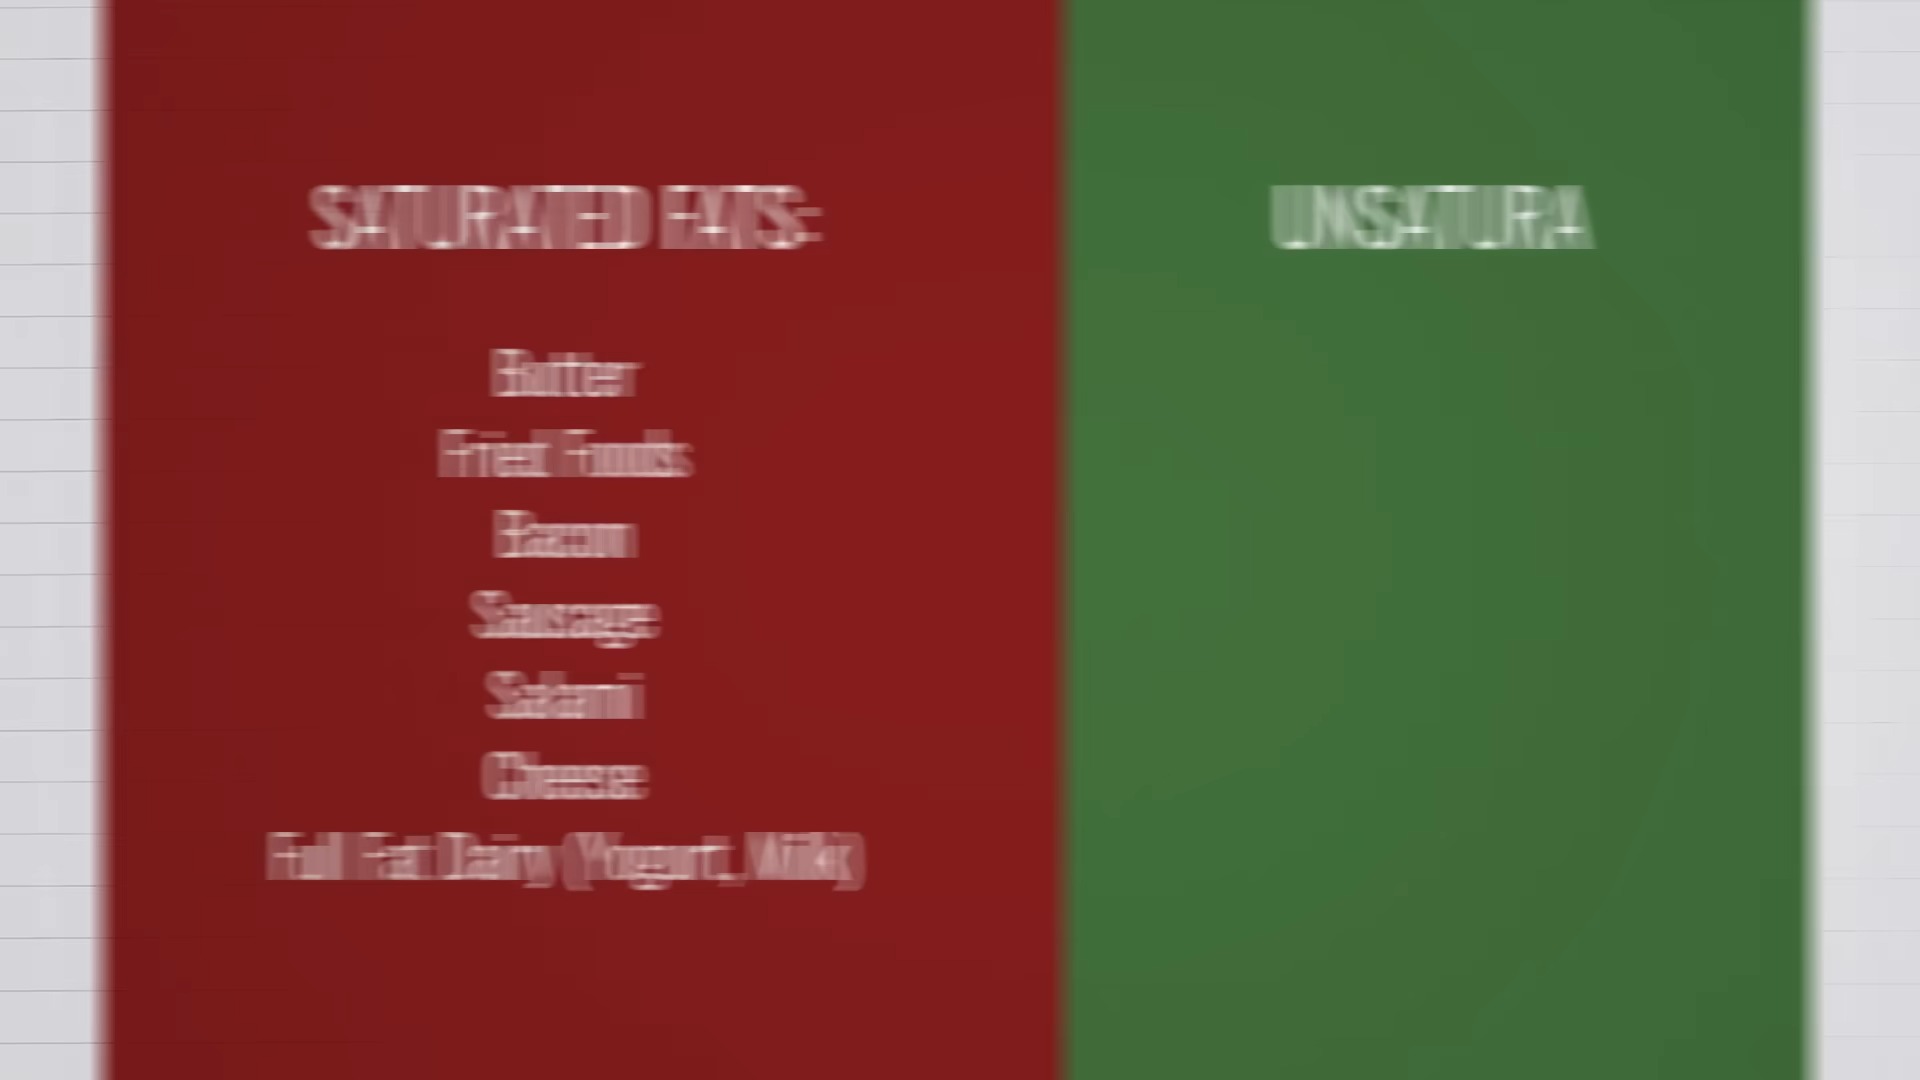 SATURATED FATS:
Butter
Fried Foods
Bacon
Sausage
Salami
Cheese
Full Fat Dairy (Yogurt, Milk)
UNSATURA